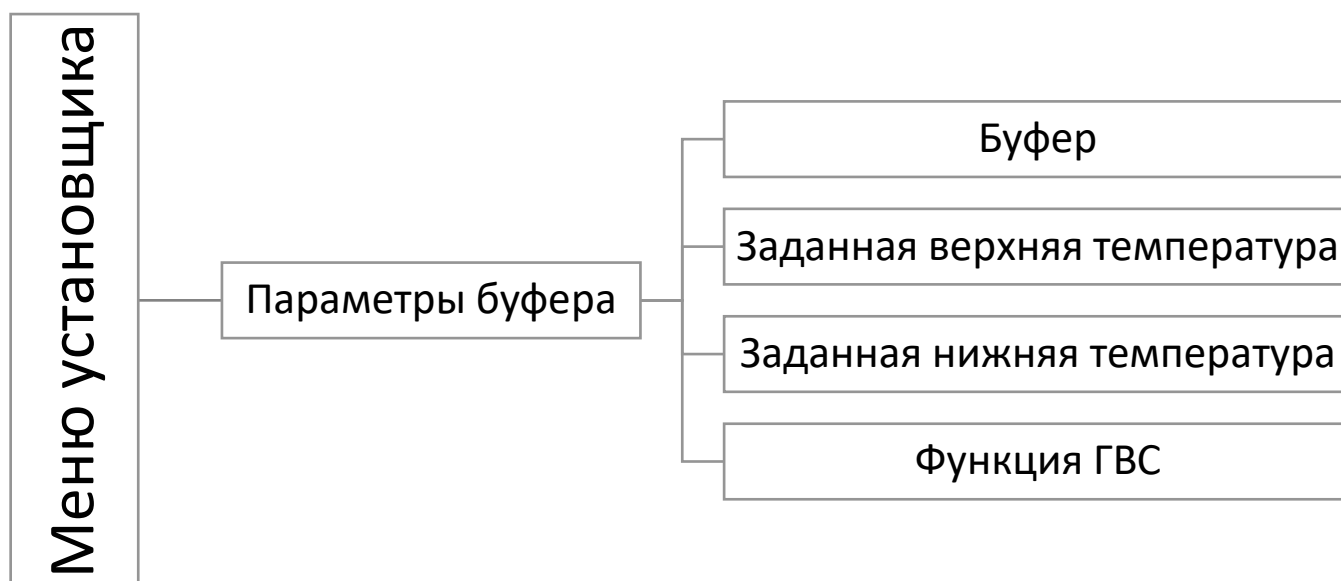 Меню установщика
Параметры буфера
Буфер
Заданная верхняя температура
Заданная нижняя температура
Функция ГВС